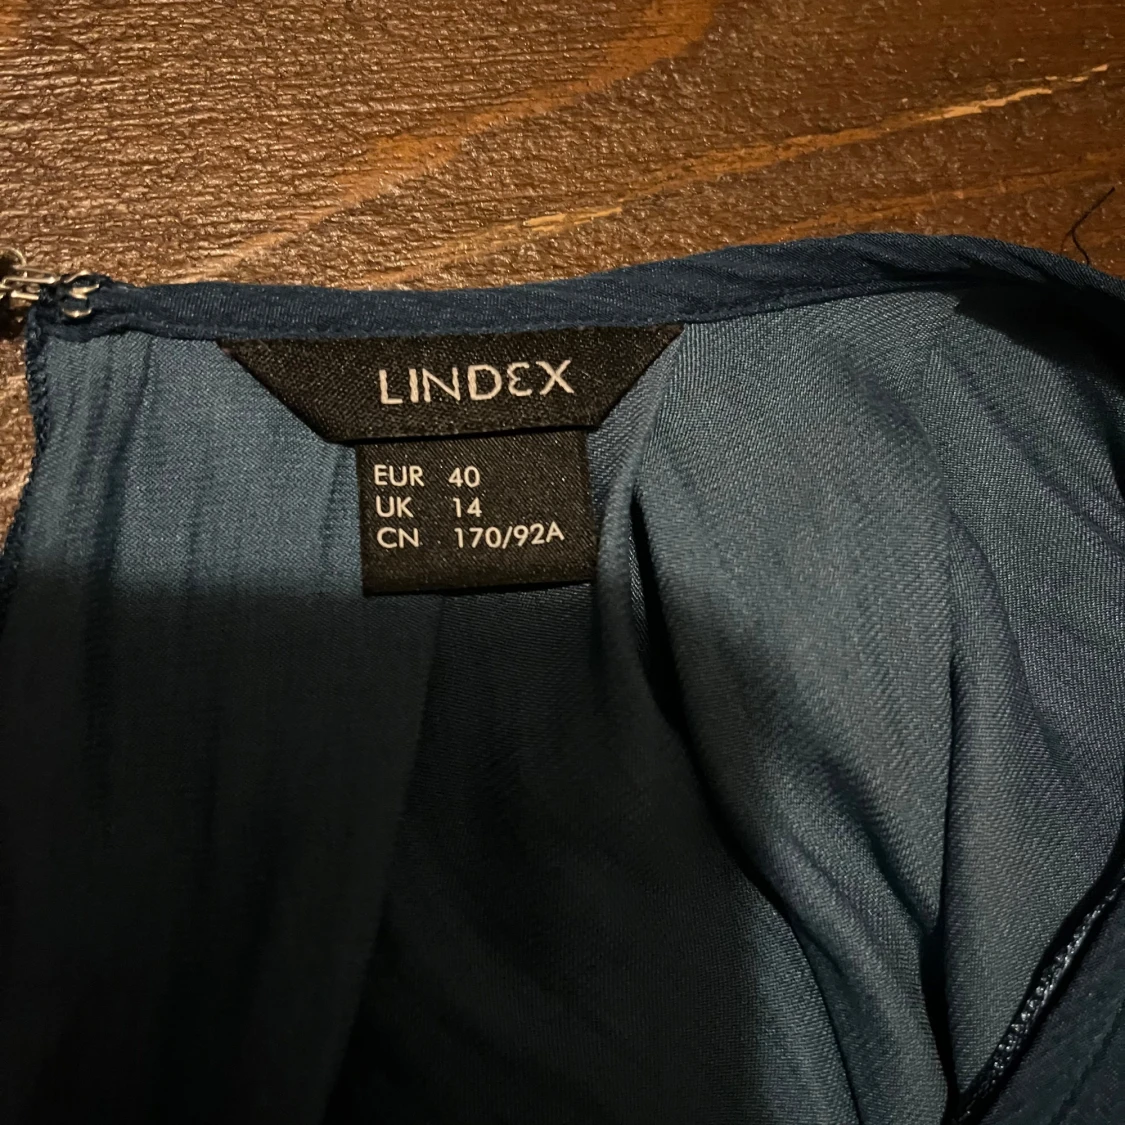 LINDEX
EUR 40
UK 14
CN 170/92A